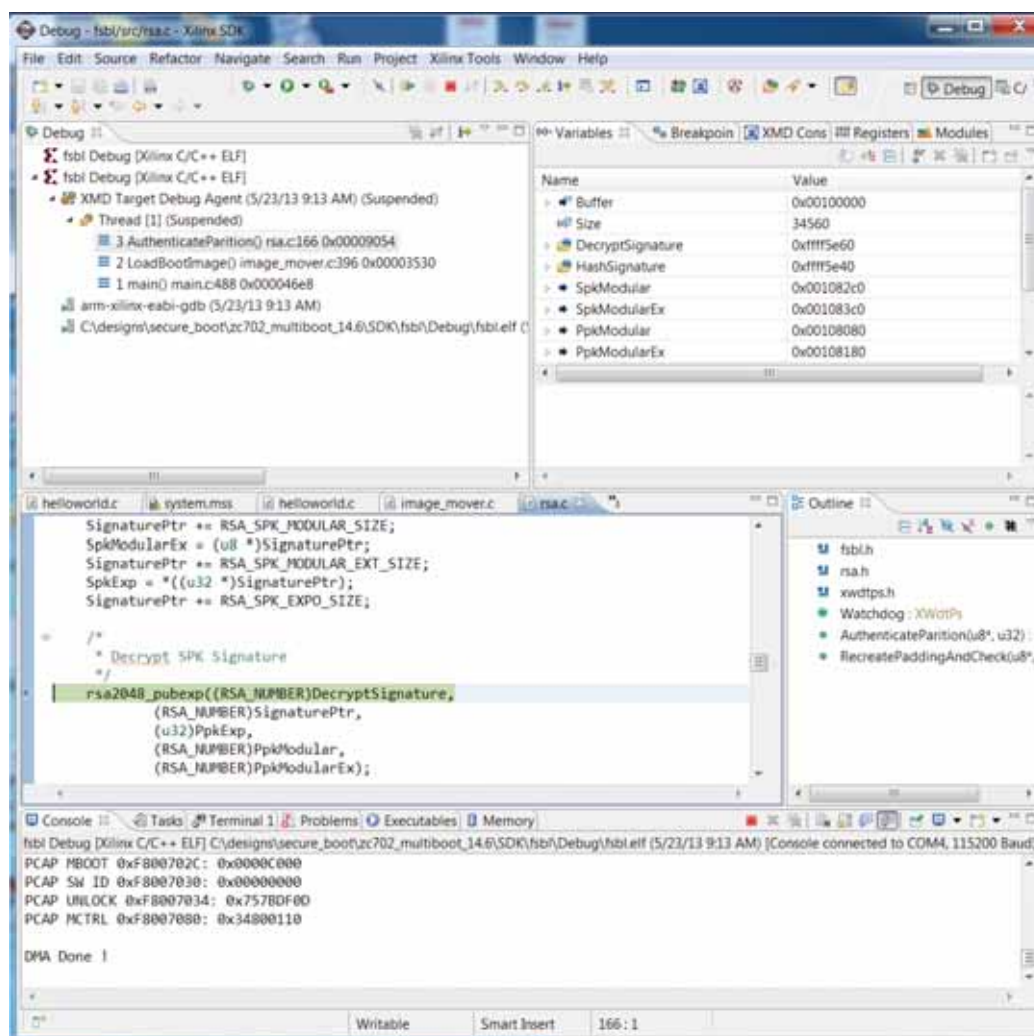 Debug - fsbl/src/rsa.c - Xilinx SDK
File Edit Source Refactor Navigate Search Run Project Xilinx Tools Window Help
Debug C/
Debug
fsbl Debug [Xilinx C/C++ ELF]
fsbl Debug [Xilinx C/C++ ELF]
XMD Target Debug Agent (5/23/13 9:13 AM) (Suspended)
Thread [1] (Suspended)
3 AuthenticateParition() rsa.c:166 0x00009054
2 LoadBootImage() image_mover.c:396 0x00003530
1 main() main.c:488 0x000046e8
arm-xilinx-eabi-gdb (5/23/13 9:13 AM)
C:\designs\secure_boot\zc702_multiboot_14.6\SDK\fsbl\Debug\fsbl.elf (
Variables Breakpoin XMD Cons Registers Modules
Name Value
Buffer 0x00100000
Size 34560
DecryptSignature 0xffff5e60
HashSignature 0xffff5e40
SpkModular 0x001082c0
SpkModularEx 0x001083c0
PpkModular 0x00108080
PpkModularEx 0x00108180
helloworld.c system.mss helloworld.c image_mover.c rsa.c
SignaturePtr += RSA_SPK_MODULAR_SIZE;
SpkModularEx = (u8 *)SignaturePtr;
SignaturePtr += RSA_SPK_MODULAR_EXT_SIZE;
SpkExp = *((u32 *)SignaturePtr);
SignaturePtr += RSA_SPK_EXPO_SIZE;
/*
* Decrypt SPK Signature
*/
rsa2048_pubexp((RSA_NUMBER)DecryptSignature,
(RSA_NUMBER)SignaturePtr,
(u32)PpkExp,
(RSA_NUMBER)PpkModular,
(RSA_NUMBER)PpkModularEx);
Outline
fsbl.h
rsa.h
xwdtps.h
Watchdog : XWdtPs
AuthenticateParition(u8*, u32) :
RecreatePaddingAndCheck(u8*,
Console Tasks Terminal 1 Problems Executables Memory
fsbl Debug [Xilinx C/C++ ELF] C:\designs\secure_boot\zc702_multiboot_14.6\SDK\fsbl\Debug\fsbl.elf (5/23/13 9:13 AM) [Console connected to COM4, 115200 Baud
PCAP MBOOT 0xF800702C: 0x0000C000
PCAP SW ID 0xF8007030: 0x00000000
PCAP UNLOCK 0xF8007034: 0x757BDF0D
PCAP MCTRL 0xF8007080: 0x34800110
DMA Done !
Writable Smart Insert 166 : 1